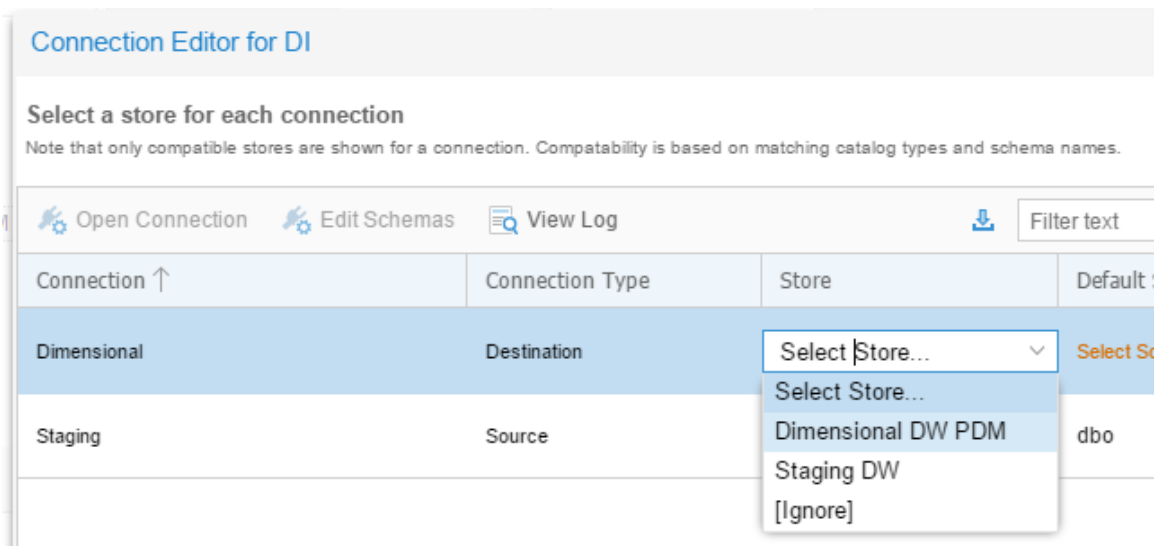 Connection Editor for DI
Select a store for each connection
Note that only compatible stores are shown for a connection. Compatability is based on matching catalog types and schema names.
Open Connection Edit Schemas View Log Filter text
Connection ↑ Connection Type Store Default
Dimensional Destination Select Store... Select
Select Store...
Dimensional DW PDM
Staging Source dbo
Staging DW
[Ignore]